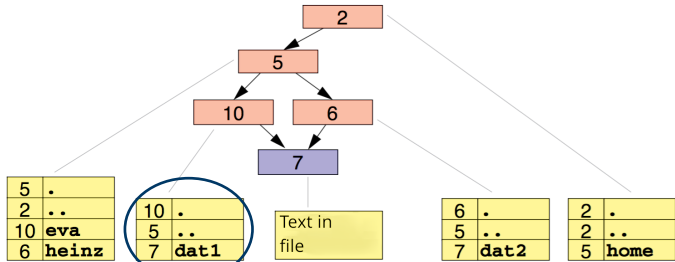 2
5
10 6
7
5 .
2 ..
10 eva
6 heinz
10 .
5 ..
7 dat1
Text in
file
6 .
5 ..
7 dat2
2 .
2 ..
5 home